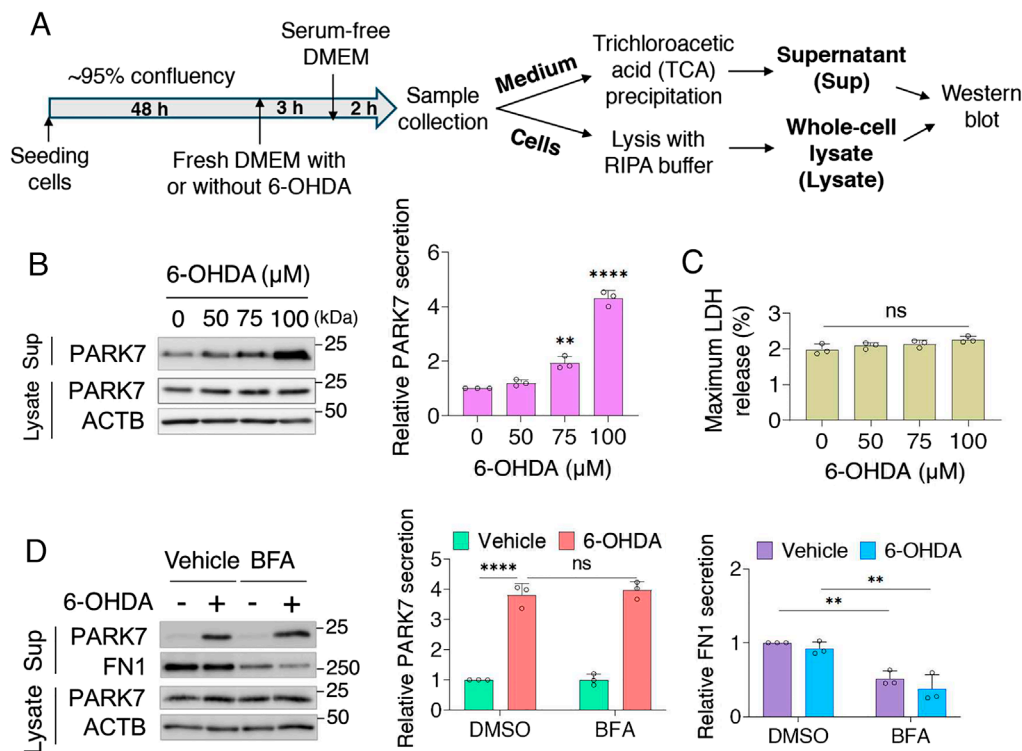 A
Serum-free
DMEM
~95% confluency
48 h
3 h
2 h
Seeding
cells
Fresh DMEM with
or without 6-OHDA
Sample
collection
Medium
Cells
Trichloroacetic
acid (TCA)
precipitation
Lysis with
RIPA buffer
Supernatant
(Sup)
Whole-cell
lysate
(Lysate)
Western
blot
B
6-OHDA (µM)
0 50 75 100 (kDa)
Sup
PARK7
25
Lysate
PARK7
25
ACTB
50
Relative PARK7 secretion
6
4
2
0
**
****
0 50 75 100
6-OHDA (µM)
C
Maximum LDH
release (%)
3
2
1
0
ns
0 50 75 100
6-OHDA (µM)
D
Vehicle BFA
6-OHDA - + - +
Sup
PARK7
25
FN1
250
Lysate
PARK7
25
ACTB
50
Relative PARK7 secretion
Vehicle 6-OHDA
5
4
3
2
1
0
****
ns
DMSO BFA
Relative FN1 secretion
Vehicle 6-OHDA
2
1
0
**
**
DMSO BFA